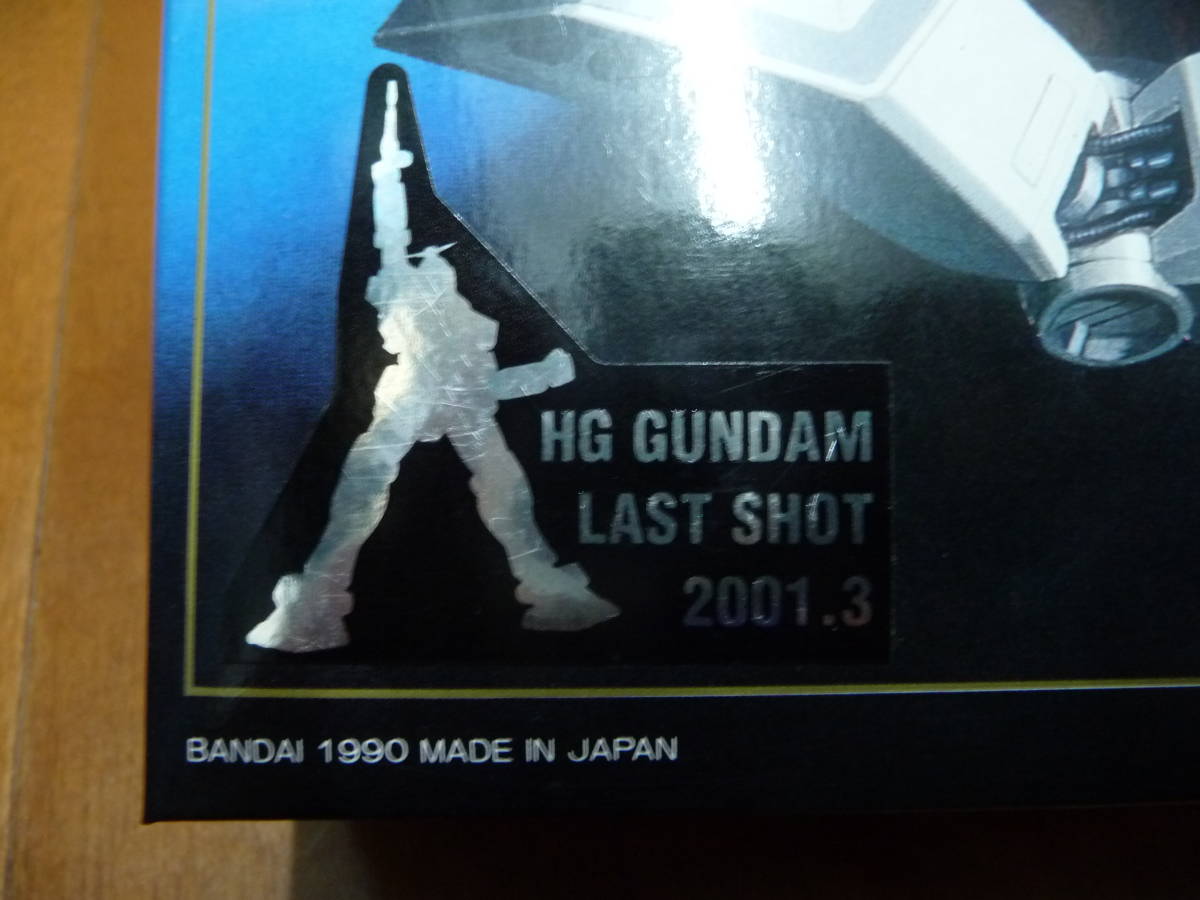 HG GUNDAM
LAST SHOT
2001.3
BANDAI 1990 MADE IN JAPAN